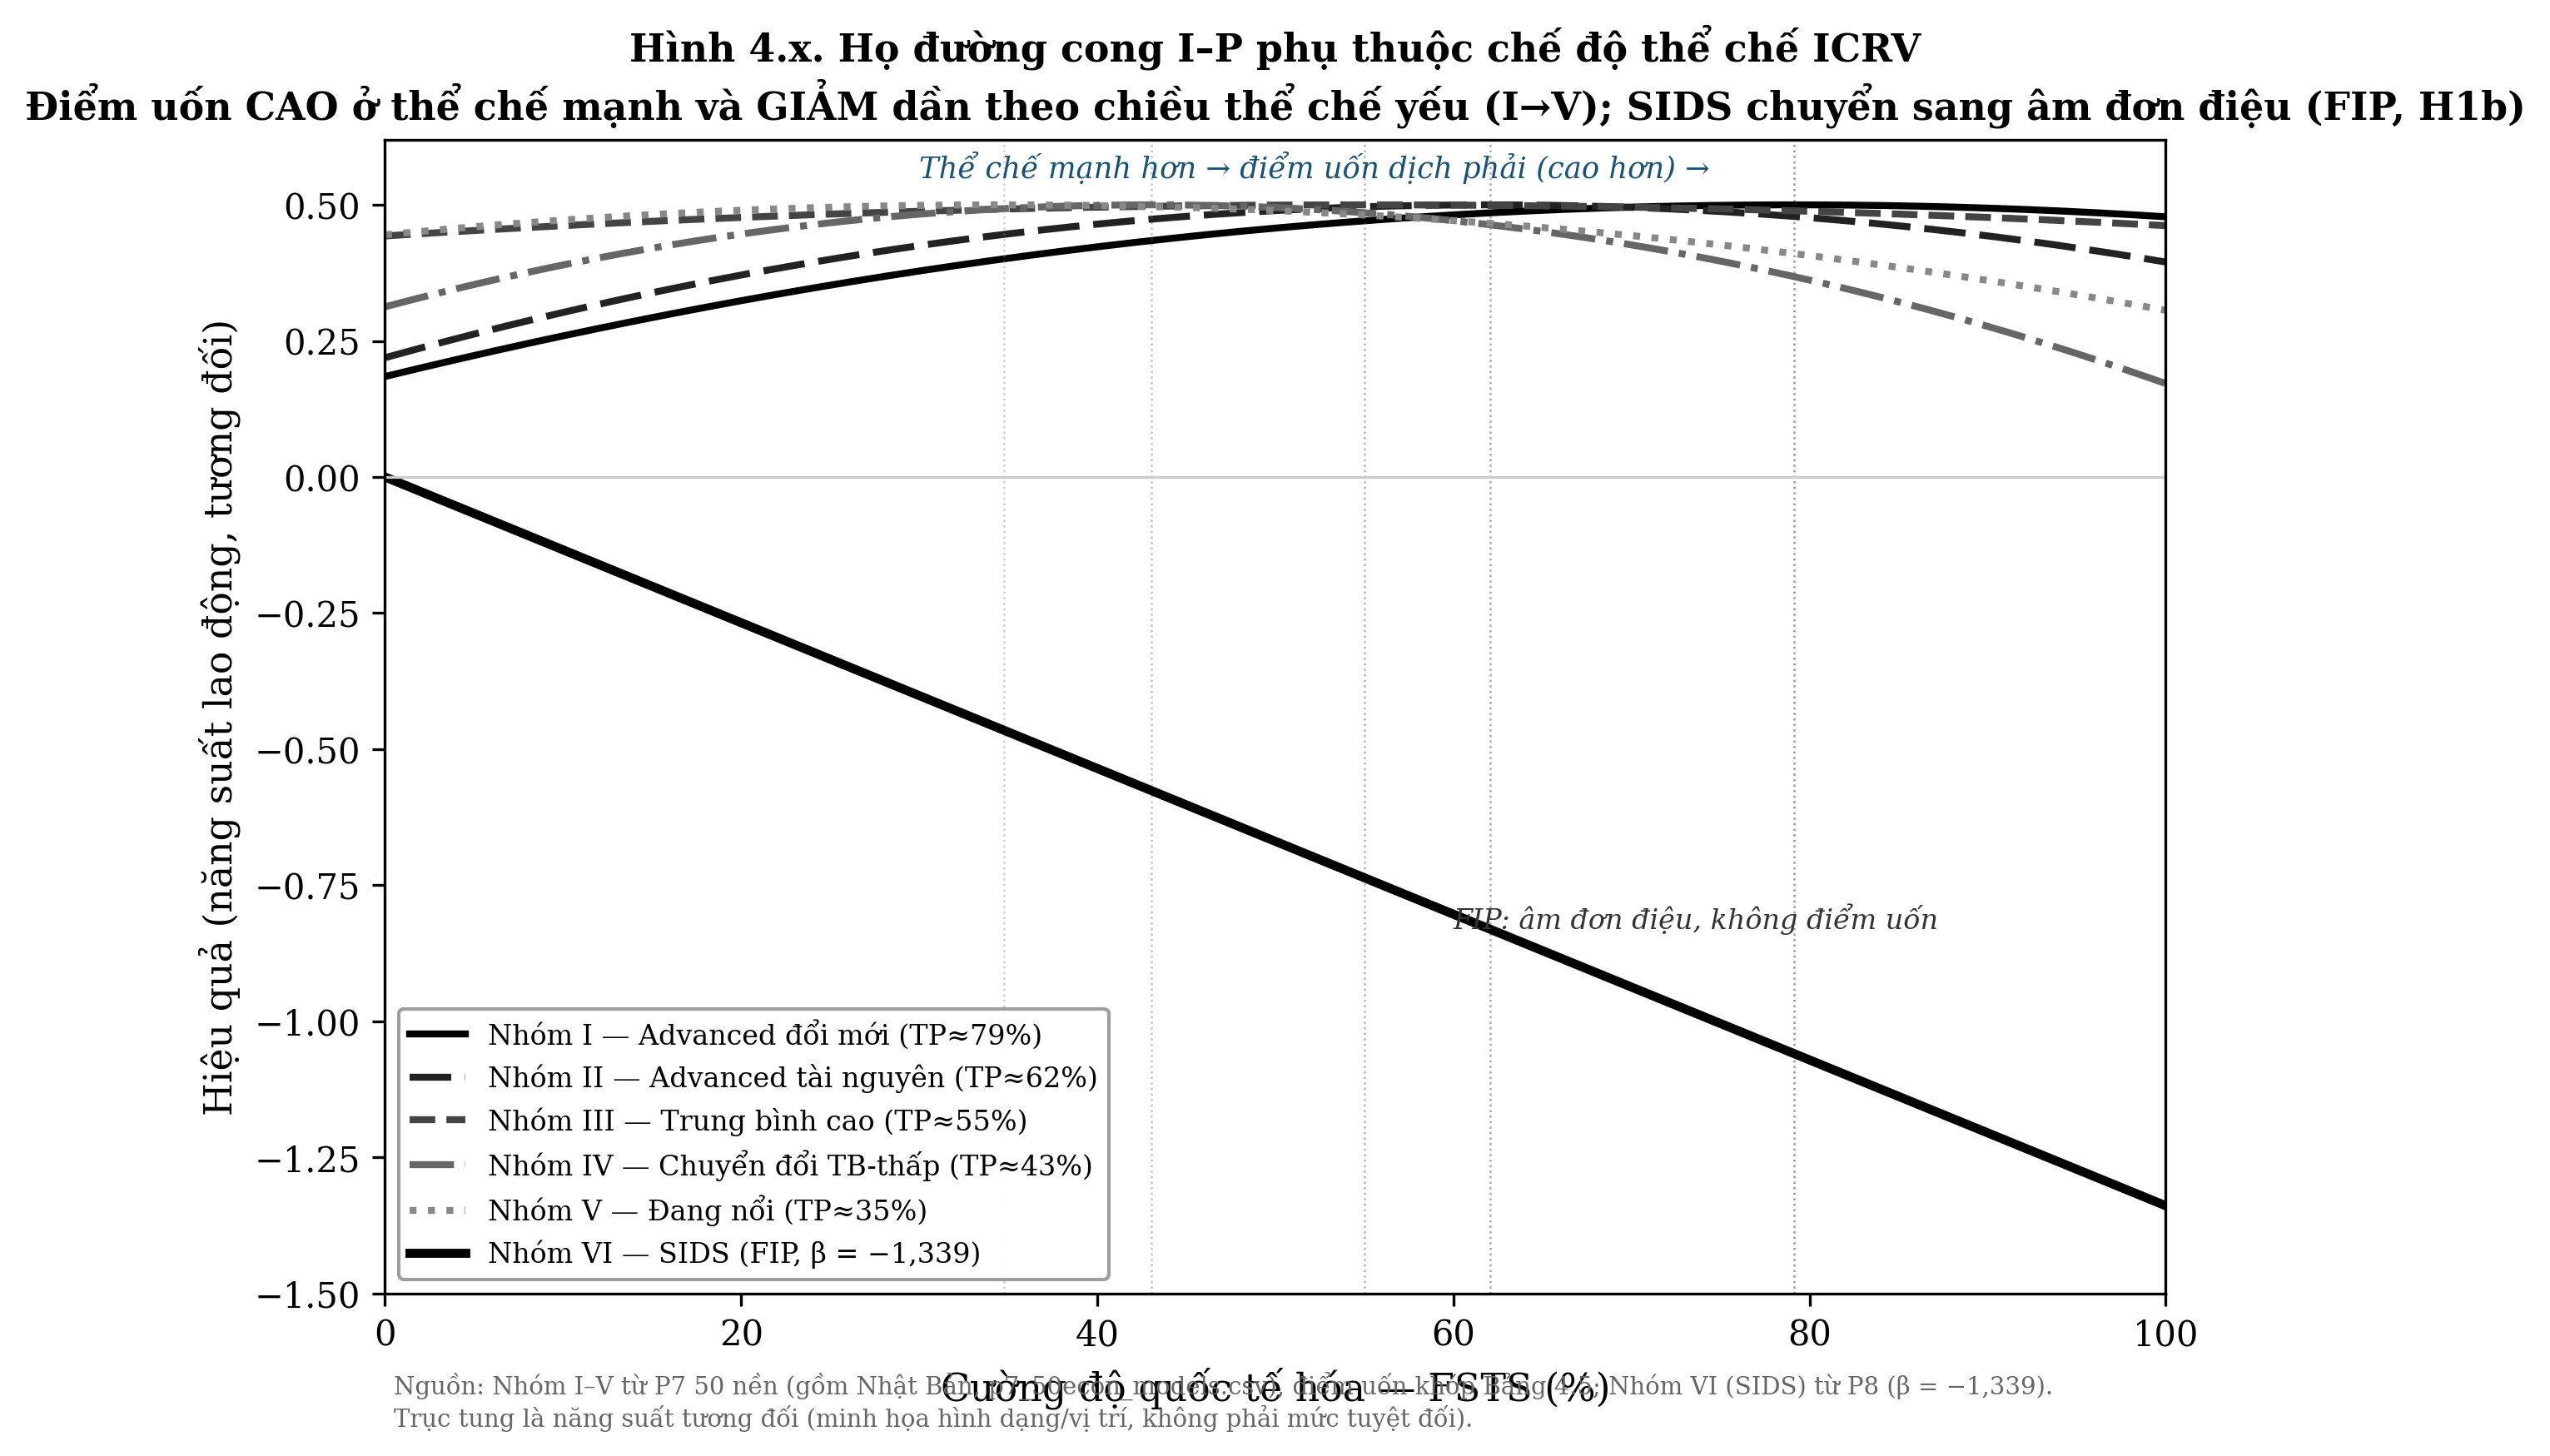 Hình 4.x. Họ đường cong I–P phụ thuộc chế độ thể chế ICRV
Điểm uốn CAO ở thể chế mạnh và GIẢM dần theo chiều thể chế yếu (I→V); SIDS chuyển sang âm đơn điệu (FIP, H1b)
Thể chế mạnh hơn → điểm uốn dịch phải (cao hơn) →
Hiệu quả (năng suất lao động, tương đối)
0.50
0.25
0.00
−0.25
−0.50
−0.75
−1.00
−1.25
−1.50
FIP: âm đơn điệu, không điểm uốn
Nhóm I — Advanced đổi mới (TP≈79%)
Nhóm II — Advanced tài nguyên (TP≈62%)
Nhóm III — Trung bình cao (TP≈55%)
Nhóm IV — Chuyển đổi TB-thấp (TP≈43%)
Nhóm V — Đang nổi (TP≈35%)
Nhóm VI — SIDS (FIP, β = −1,339)
0 20 40 60 80 100
Cường độ quốc tế hóa — FSTS (%)
Nguồn: Nhóm I–V từ P7 50 nền (gồm Nhật Bản, p7_50econ_models.csv), điểm uốn khớp Bảng 4.5; Nhóm VI (SIDS) từ P8 (β = −1,339).
Trục tung là năng suất tương đối (minh họa hình dạng/vị trí, không phải mức tuyệt đối).